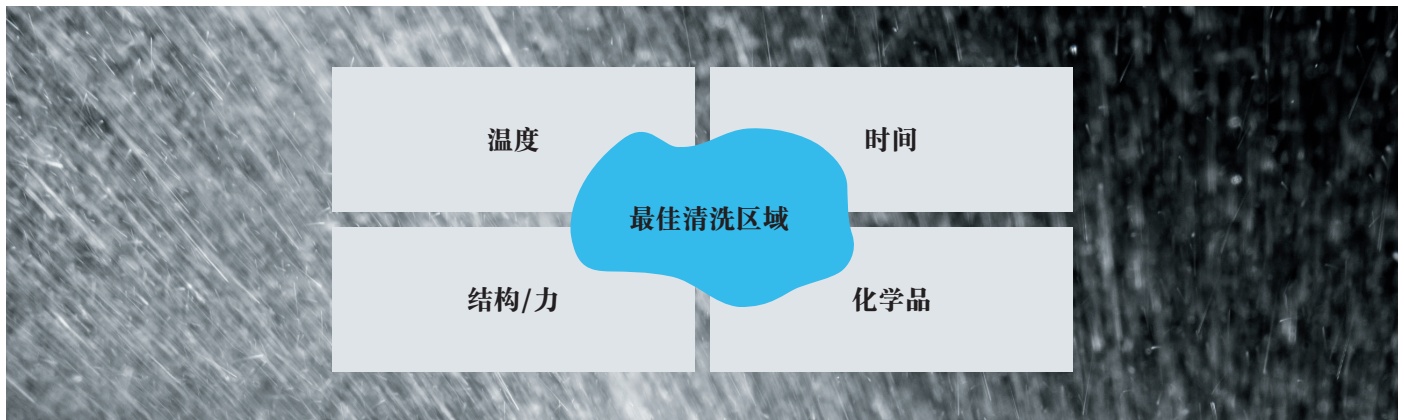 温度
时间
最佳清洗区域
结构/力
化学品